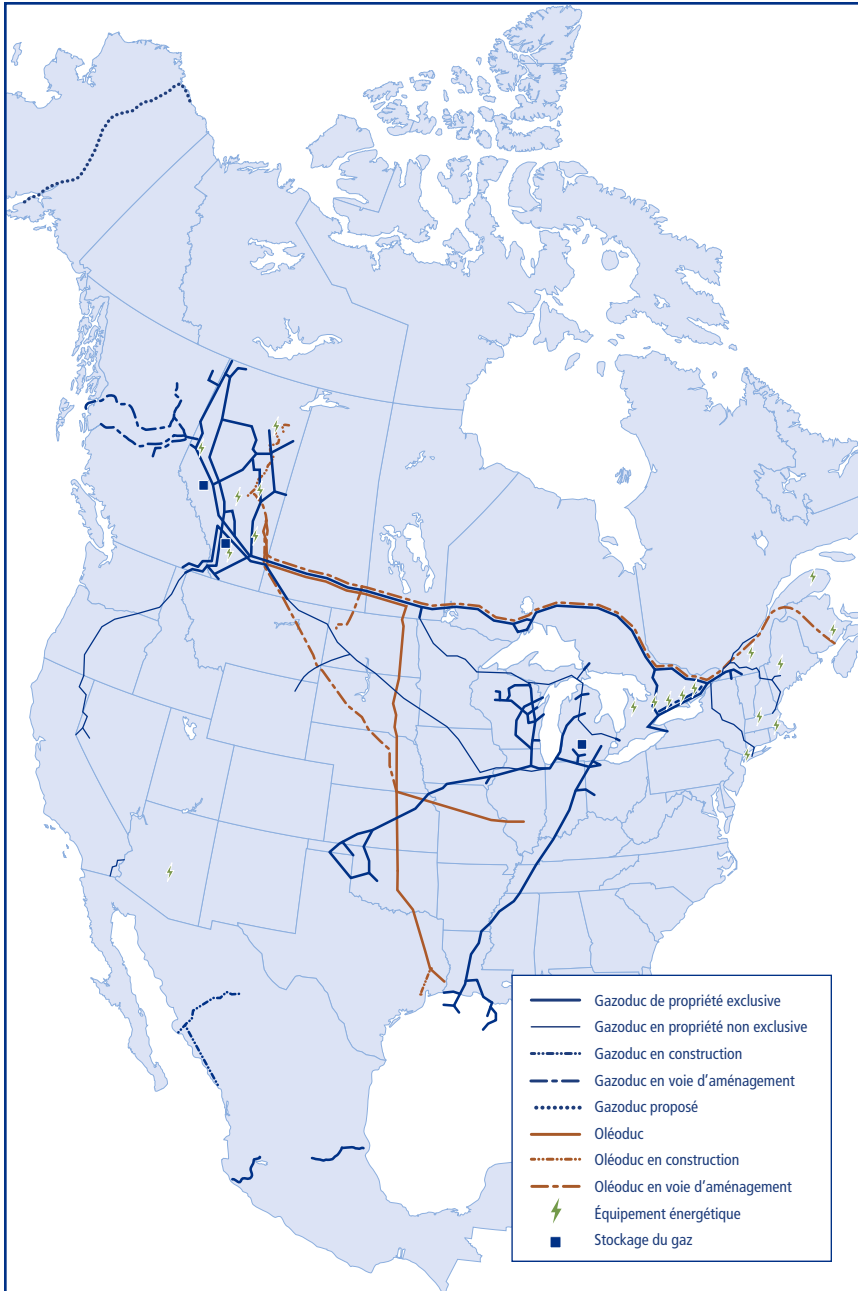 Gazoduc de propriété exclusive
Gazoduc en propriété non exclusive
Gazoduc en construction
Gazoduc en voie d'aménagement
Gazoduc proposé
Oléoduc
Oléoduc en construction
Oléoduc en voie d'aménagement
Équipement énergétique
Stockage du gaz